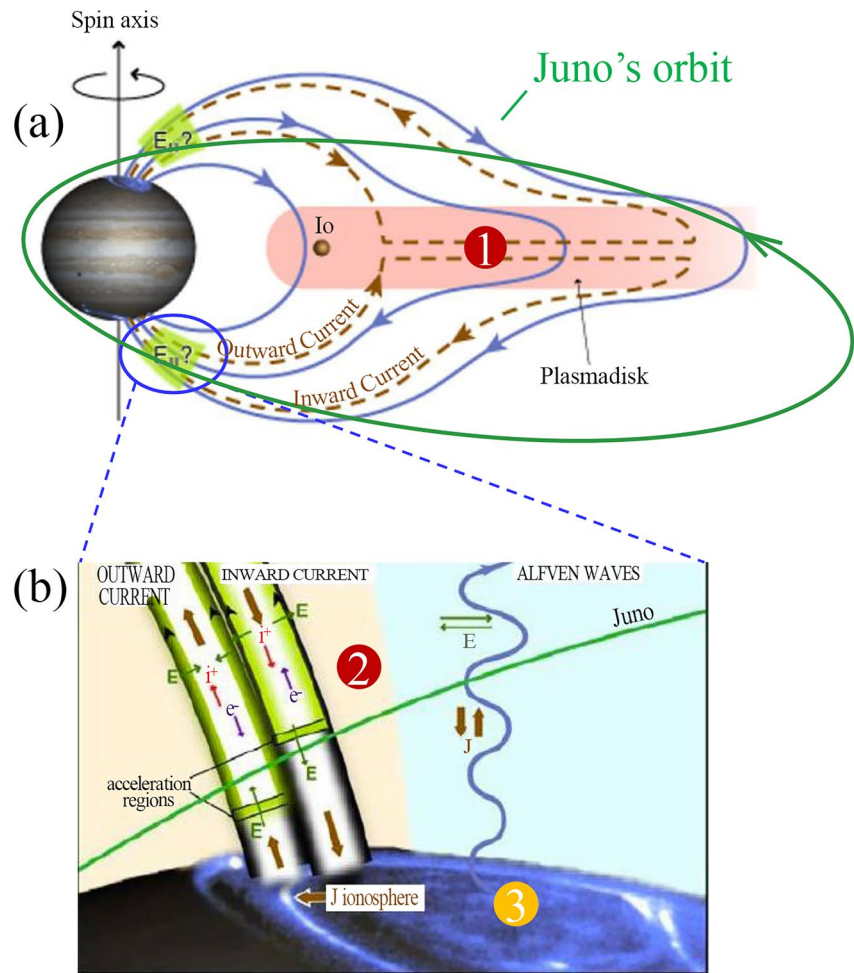 Spin axis
Juno's orbit
(a)
E||?
Io
1
E||?
Outward Current
Inward Current
Plasmadisk
(b)
OUTWARD
CURRENT
INWARD CURRENT
ALFVEN WAVES
Juno
E
E
E
i+
i+
2
e-
e-
J
E
acceleration
regions
E
J ionosphere
3